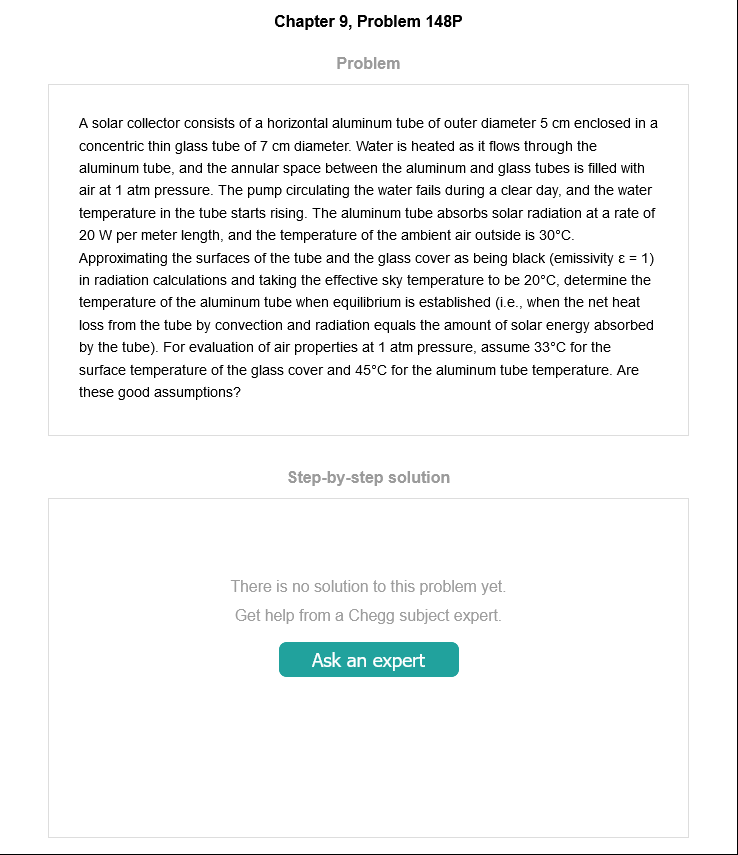 Chapter 9, Problem 148P
Problem
A solar collector consists of a horizontal aluminum tube of outer diameter 5 cm enclosed in a
concentric thin glass tube of 7 cm diameter. Water is heated as it flows through the
aluminum tube, and the annular space between the aluminum and glass tubes is filled with
air at 1 atm pressure. The pump circulating the water fails during a clear day, and the water
temperature in the tube starts rising. The aluminum tube absorbs solar radiation at a rate of
20 W per meter length, and the temperature of the ambient air outside is 30°C.
Approximating the surfaces of the tube and the glass cover as being black (emissivity ε = 1)
in radiation calculations and taking the effective sky temperature to be 20°C, determine the
temperature of the aluminum tube when equilibrium is established (i.e., when the net heat
loss from the tube by convection and radiation equals the amount of solar energy absorbed
by the tube). For evaluation of air properties at 1 atm pressure, assume 33°C for the
surface temperature of the glass cover and 45°C for the aluminum tube temperature. Are
these good assumptions?
Step-by-step solution
There is no solution to this problem yet.
Get help from a Chegg subject expert.
Ask an expert